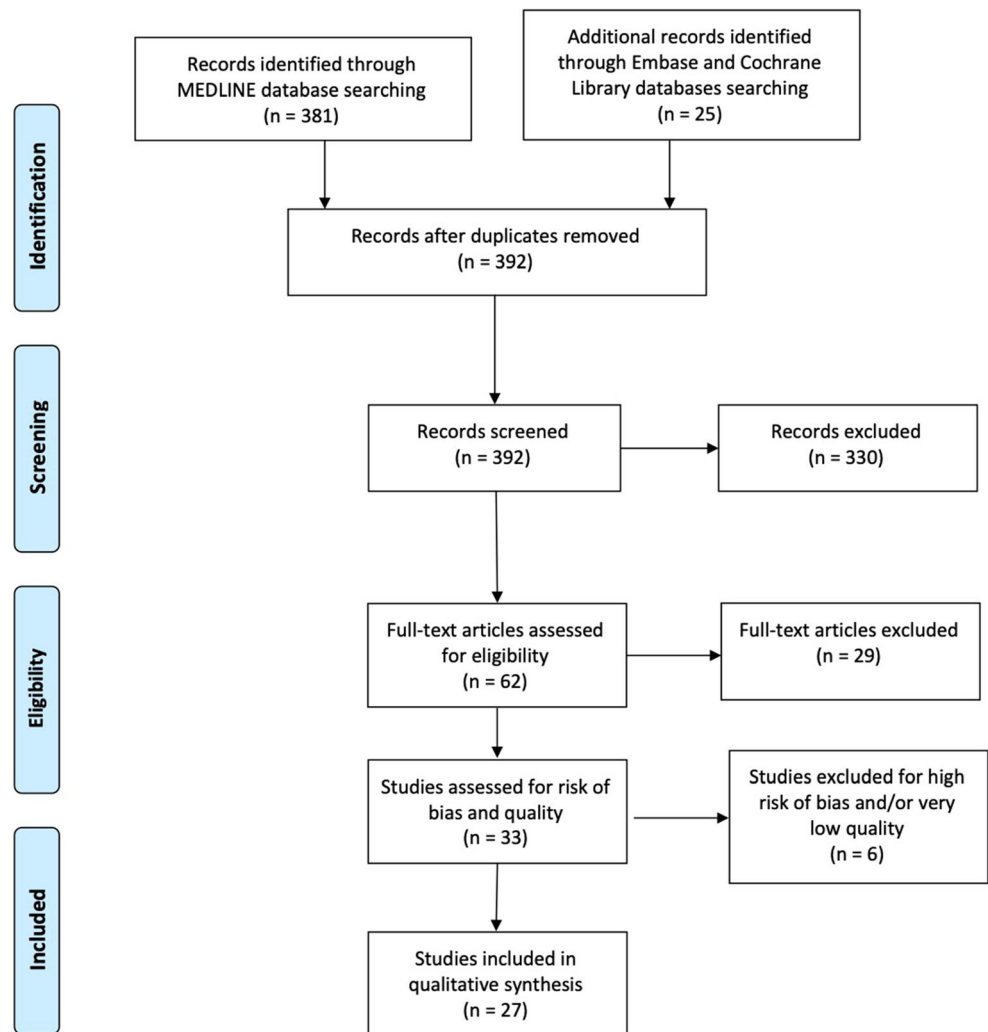 Records identified through
MEDLINE database searching
(n = 381)
Additional records identified
through Embase and Cochrane
Library databases searching
(n = 25)
Identification
Records after duplicates removed
(n = 392)
Screening
Records screened
(n = 392)
Records excluded
(n = 330)
Eligibility
Full-text articles assessed
for eligibility
(n = 62)
Full-text articles excluded
(n = 29)
Studies assessed for risk of
bias and quality
(n = 33)
Studies excluded for high
risk of bias and/or very
low quality
(n = 6)
Included
Studies included in
qualitative synthesis
(n = 27)